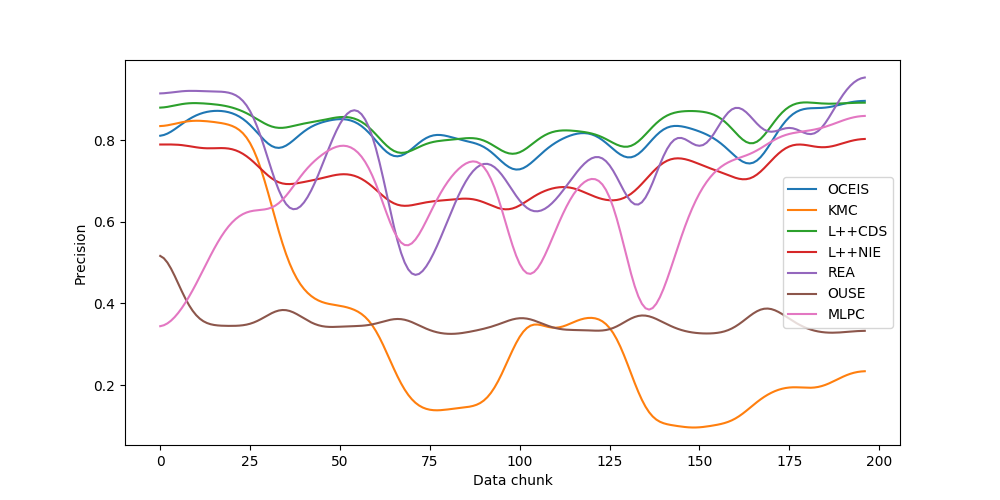 0.8
0.6
0.4
0.2
Precision
0 25 50 75 100 125 150 175 200
Data chunk
OCEIS
KMC
L++CDS
L++NIE
REA
OUSE
MLPC